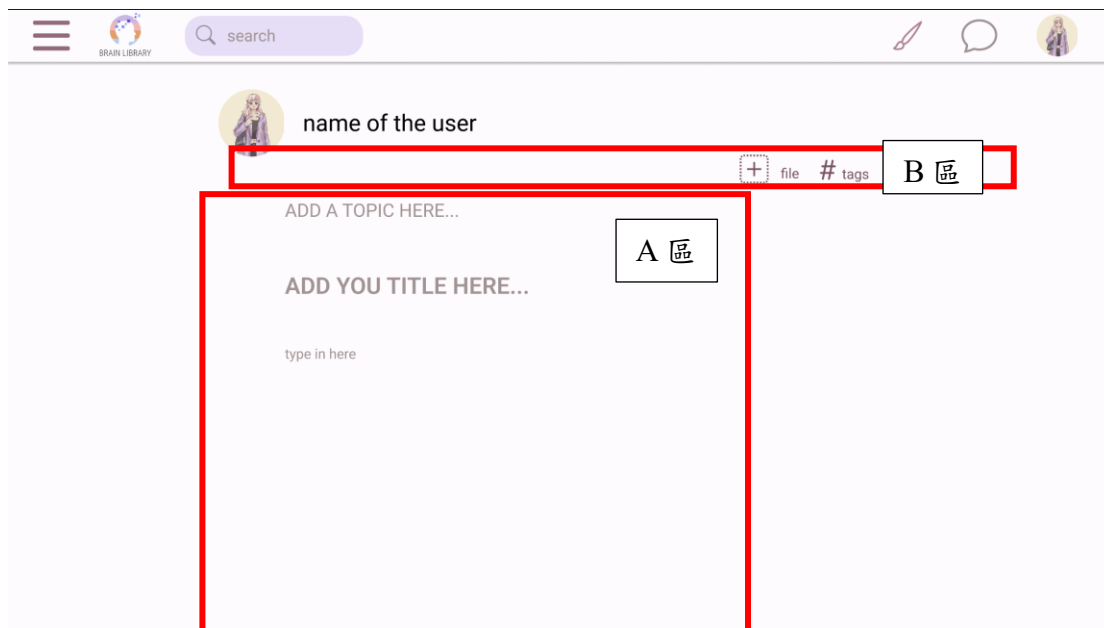 BRAIN LIBRARY
search
name of the user
+ file # tags
B 區
ADD A TOPIC HERE...
A 區
ADD YOU TITLE HERE...
type in here